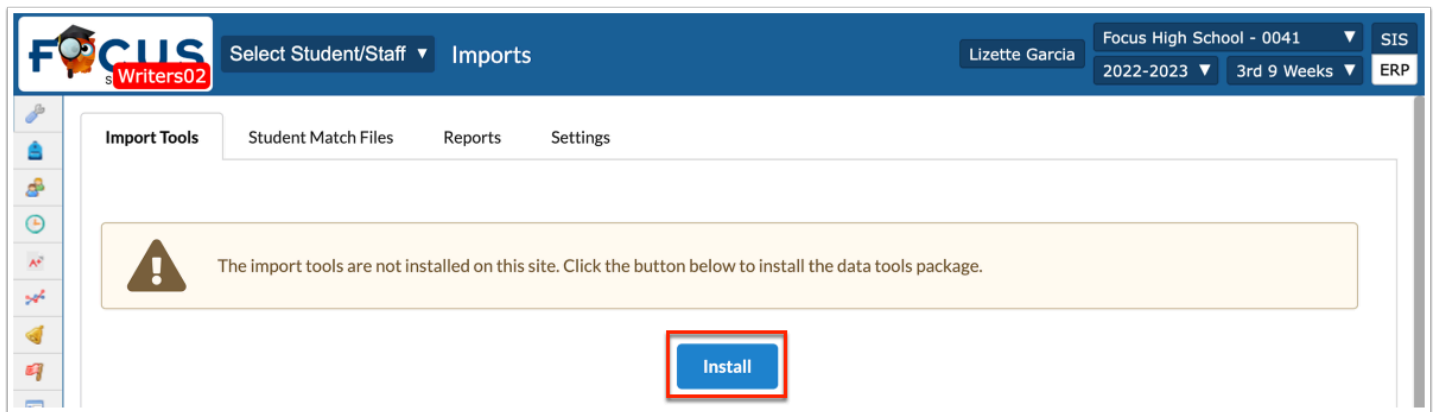 FOCUS
S
Writers02
Select Student/Staff ▼
Imports
Lizette Garcia
Focus High School - 0041 ▼
SIS
2022-2023 ▼
3rd 9 Weeks ▼
ERP
Import Tools
Student Match Files
Reports
Settings
A+
The import tools are not installed on this site. Click the button below to install the data tools package.
Install